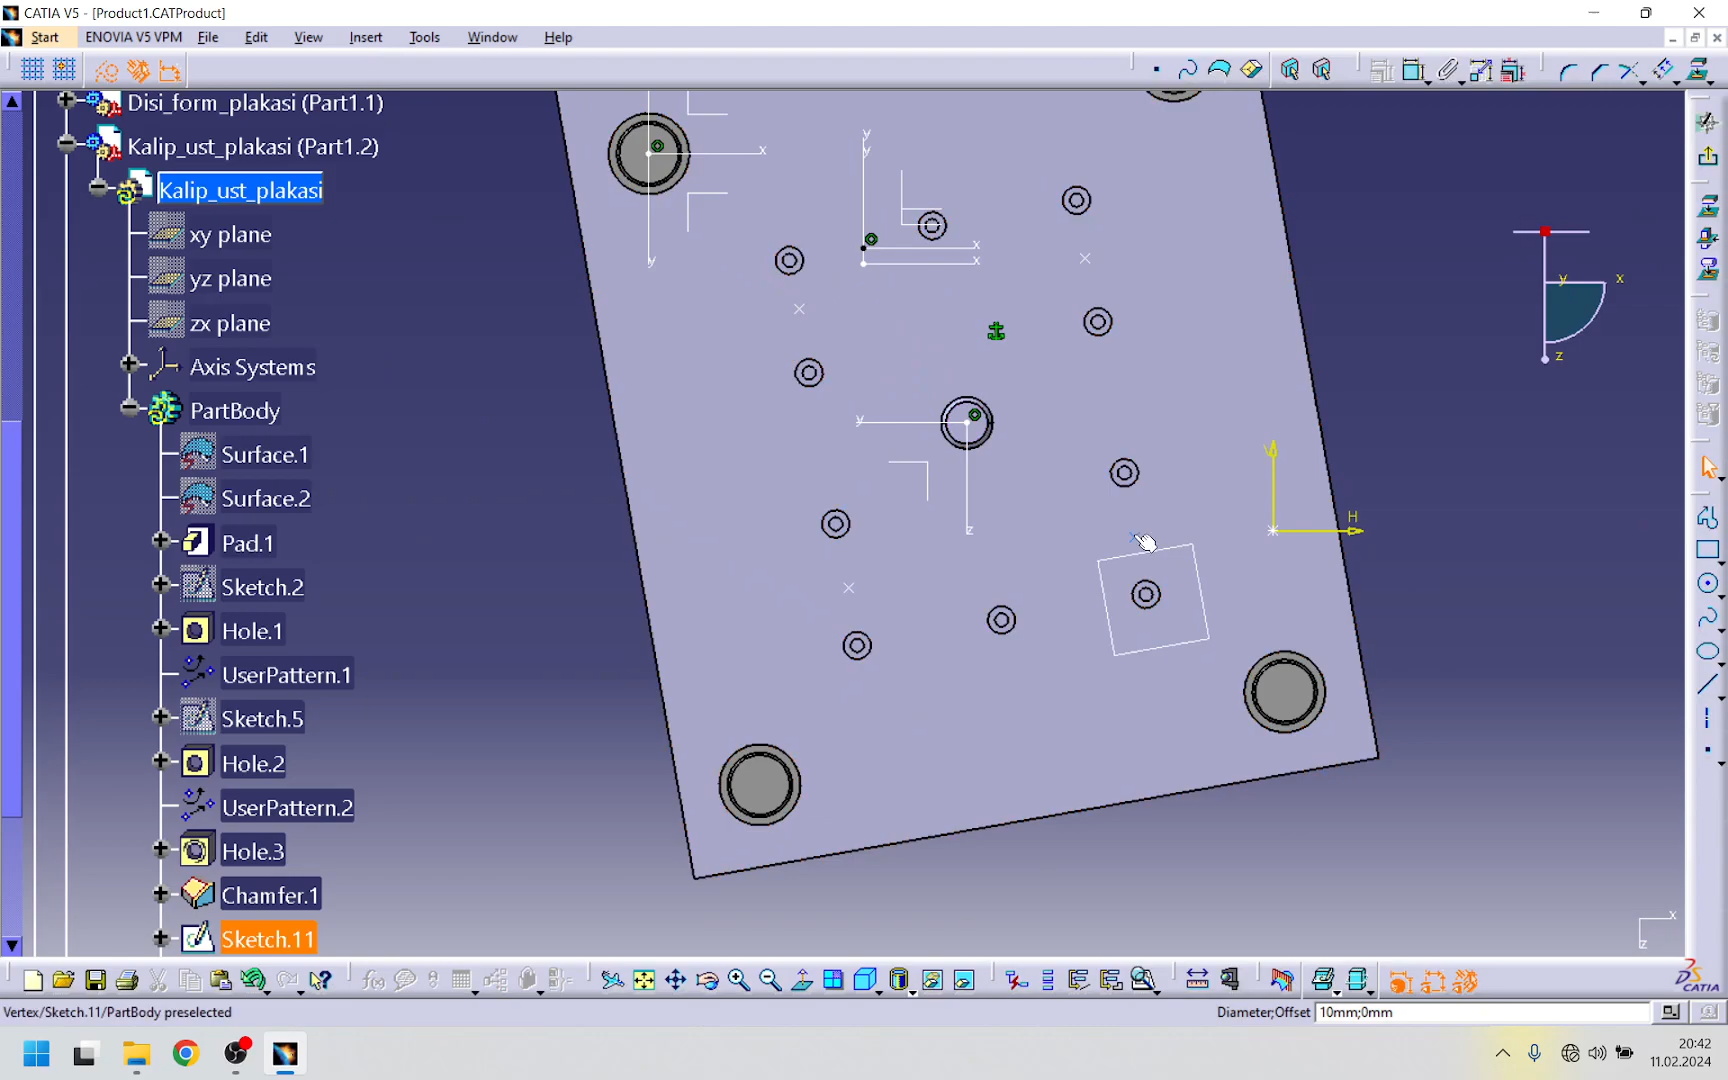 CATIA V5 - [Product1.CATProduct]
Start ENOVIA V5 VPM File Edit View Insert Tools Window Help
Disi_form_plakasi (Part1.1)
Kalip_ust_plakasi (Part1.2)
Kalip_ust_plakasi
xy plane
yz plane
zx plane
Axis Systems
PartBody
Surface.1
Surface.2
Pad.1
Sketch.2
Hole.1
UserPattern.1
Sketch.5
Hole.2
UserPattern.2
Hole.3
Chamfer.1
Sketch.11
x
y
y
y
x
x
y
z
V
H
y
x
z
x
z
CATIA
Vertex/Sketch.11/PartBody preselected
Diameter;Offset 10mm;0mm
20:42
11.02.2024